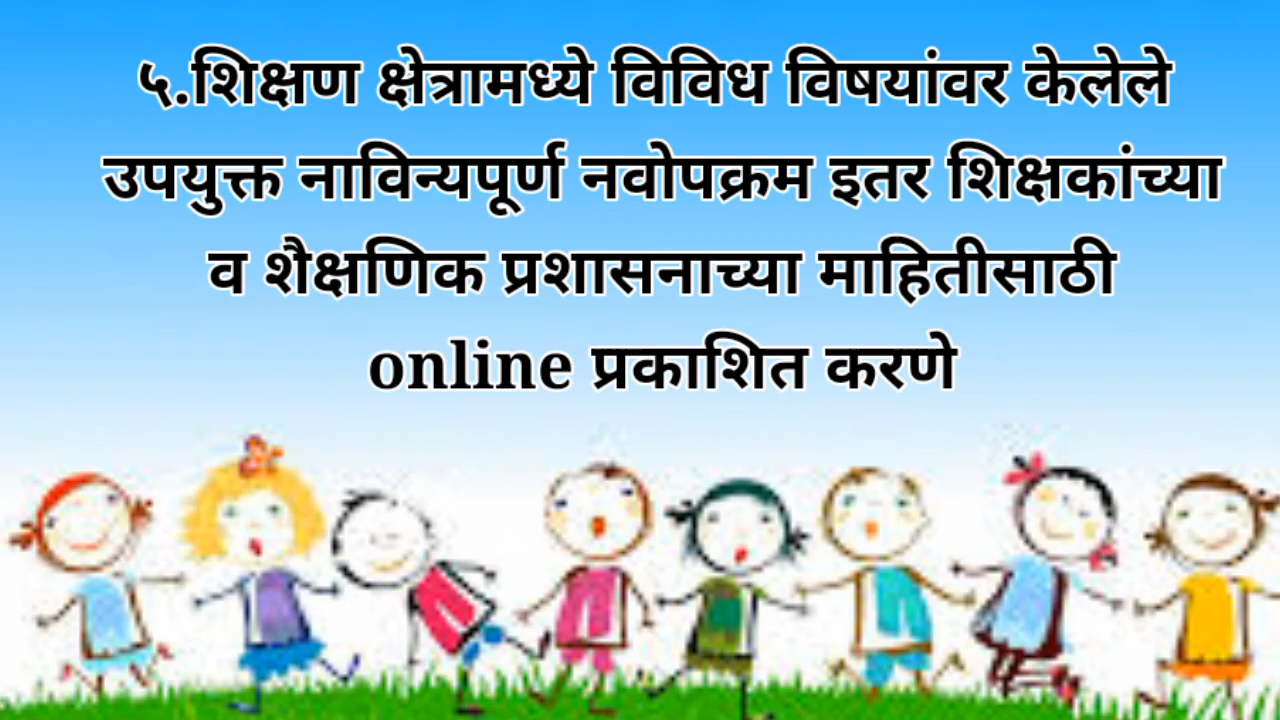 ५.शिक्षण क्षेत्रामध्ये विविध विषयांवर केलेले
उपयुक्त नाविन्यपूर्ण नवोपक्रम इतर शिक्षकांच्या
व शैक्षणिक प्रशासनाच्या माहितीसाठी
online प्रकाशित करणे